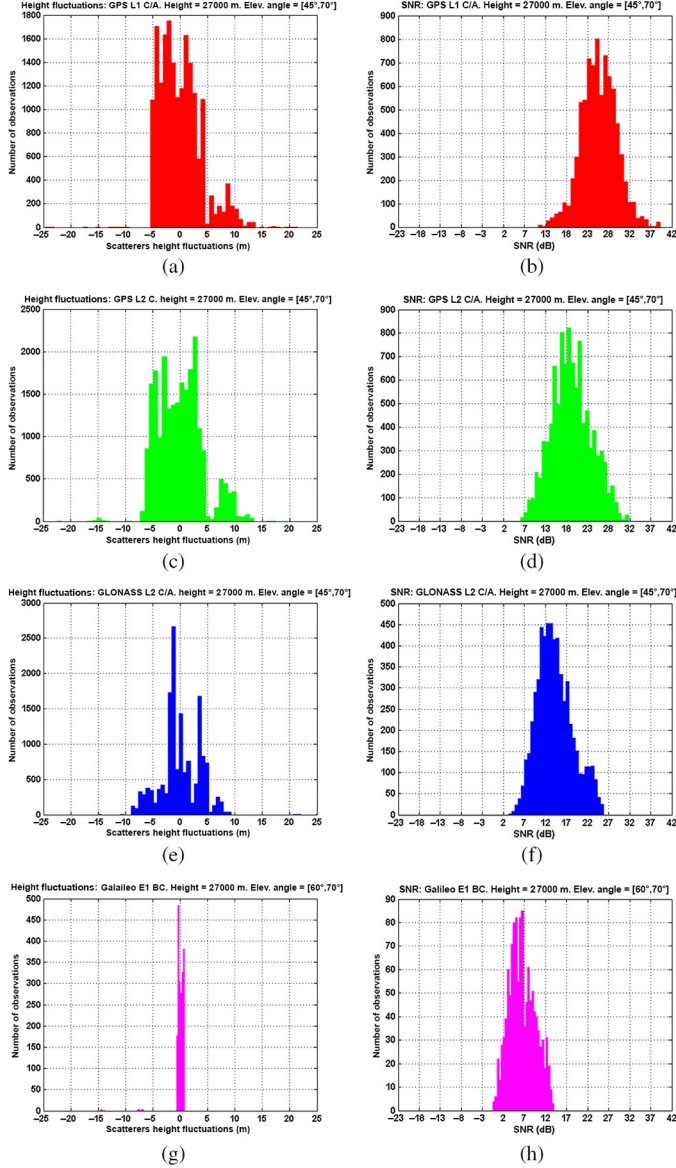 Height fluctuations: GPS L1 C/A. Height = 27000 m. Elev. angle = [45°,70°]
Number of observations
1800
1600
1400
1200
1000
800
600
400
200
0
−25 −20 −15 −10 −5 0 5 10 15 20 25
Scatterers height fluctuations (m)
(a)
SNR: GPS L1 C/A. Height = 27000 m. Elev. angle = [45°,70°]
Number of observations
900
800
700
600
500
400
300
200
100
0
−23 −18 −13 −8 −3 2 7 12 18 22 27 32 37 42
SNR (dB)
(b)
Height fluctuations: GPS L2 C. height = 27000 m. Elev. angle = [45°,70°]
Number of observations
2500
2000
1500
1000
500
0
−25 −20 −15 −10 −5 0 5 10 15 20 25
Scatterers height fluctuations (m)
(c)
SNR: GPS L2 C/A. Height = 27000 m. Elev. angle = [45°,70°]
Number of observations
900
800
700
600
500
400
300
200
100
0
−23 −18 −13 −8 −3 2 7 13 18 23 28 32 37 42
SNR (dB)
(d)
Height fluctuations: GLONASS L2 C/A. height = 27000 m. Elev. angle = [45°,70°]
Number of observations
3000
2500
2000
1500
1000
500
0
−25 −20 −15 −10 −5 0 5 10 15 20 25
Scatterers height fluctuations (m)
(e)
SNR: GLONASS L2 C/A. Height = 27000 m. Elev. angle = [45°,70°]
Number of observations
500
450
400
350
300
250
200
150
100
50
0
−23 −18 −13 −8 −3 2 7 12 17 22 27 32 37 42
SNR (dB)
(f)
Height fluctuations: Galaileo E1 BC. Height = 27000 m. Elev. angle = [60°,70°]
Number of observations
500
450
400
350
300
250
200
150
100
50
0
−25 −20 −15 −10 −5 0 5 10 15 20 25
Scatterers height fluctuations (m)
(g)
SNR: Galileo E1 BC. Height = 27000 m. Elev. angle = [60°,70°]
Number of observations
90
80
70
60
50
40
30
20
10
0
−23 −18 −13 −8 −3 2 7 12 17 22 27 32 37 42
SNR (dB)
(h)